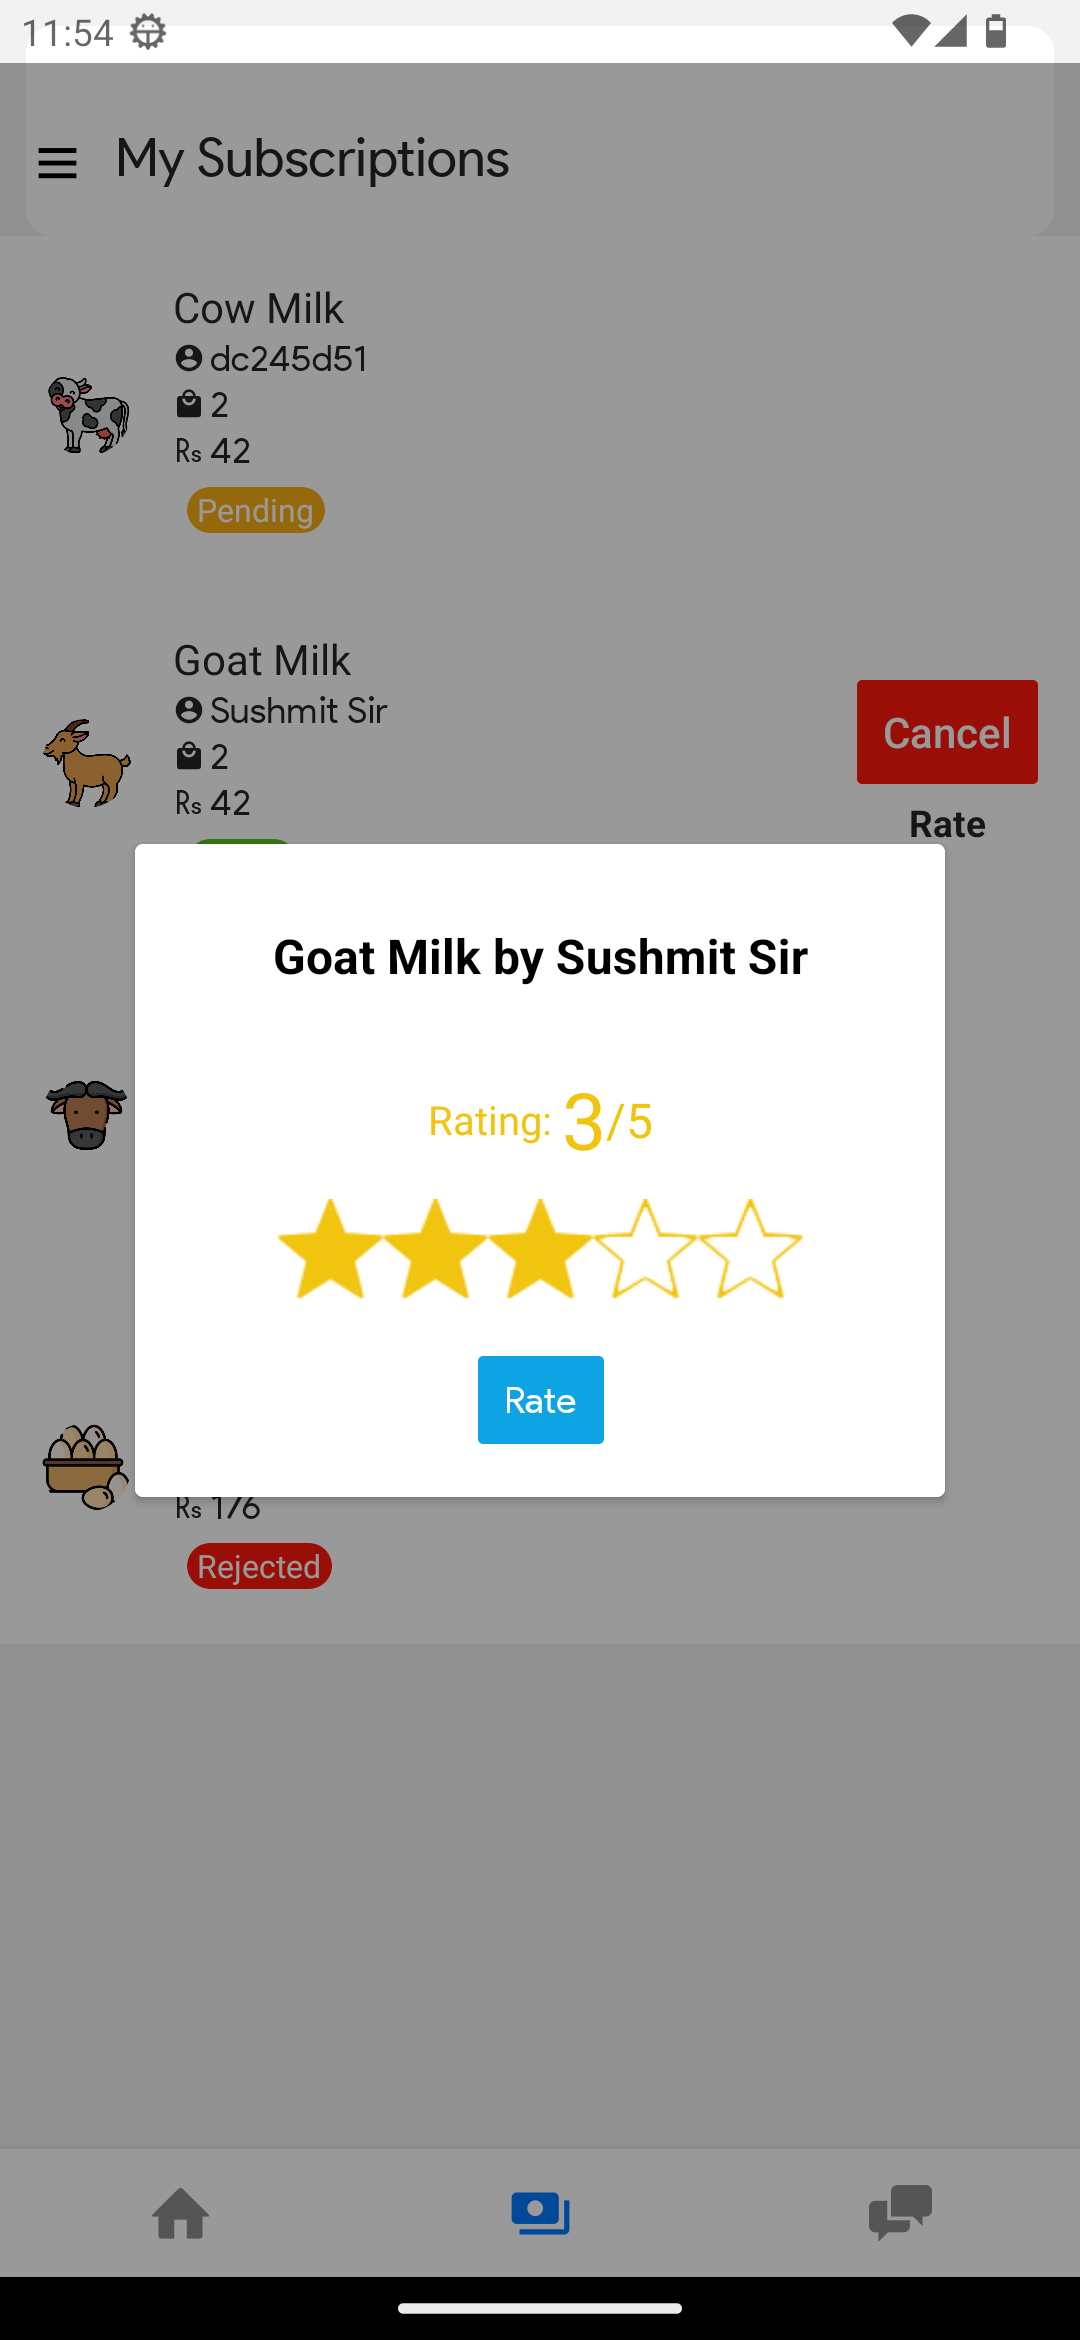 11:54
My Subscriptions
Cow Milk
dc245d51
2
Rs 42
Pending
Goat Milk
Sushmit Sir
2
Rs 42
Cancel
Rate
Goat Milk by Sushmit Sir
Rating: 3/5
Rate
Rs 176
Rejected